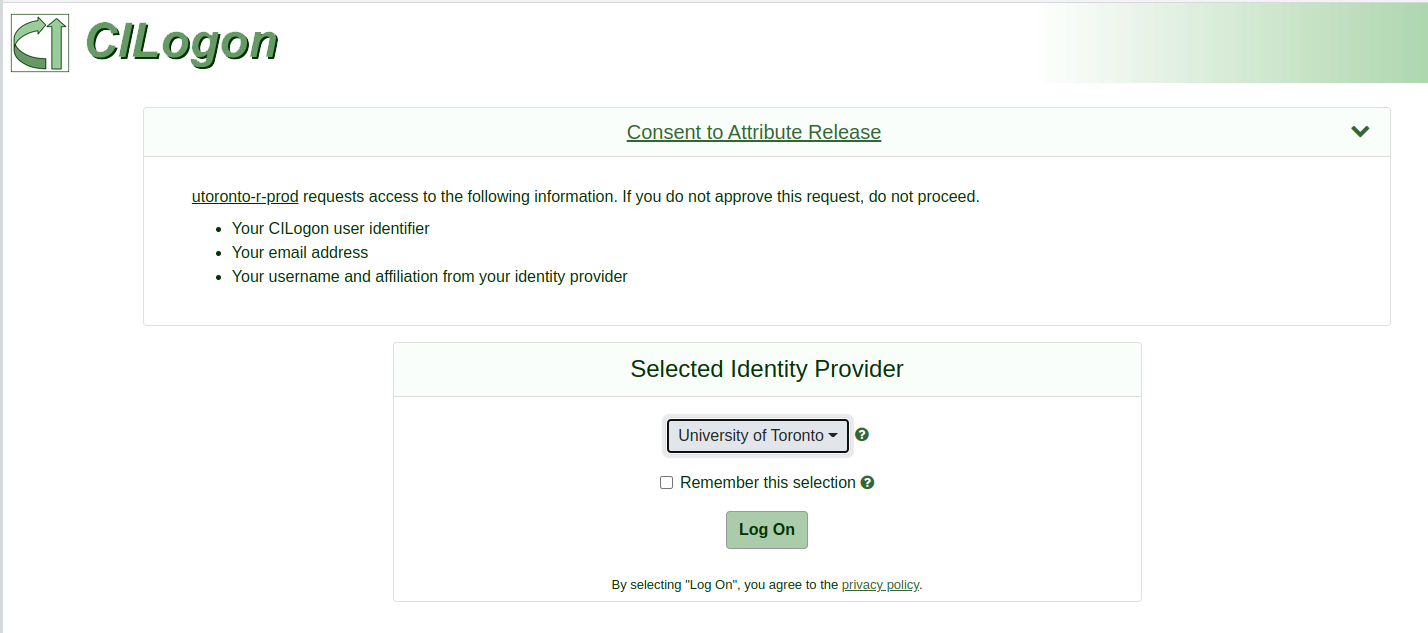 CILogon
Consent to Attribute Release
utoronto-r-prod requests access to the following information. If you do not approve this request, do not proceed.
Your CILogon user identifier
Your email address
Your username and affiliation from your identity provider
Selected Identity Provider
University of Toronto
Remember this selection
Log On
By selecting "Log On", you agree to the privacy policy.